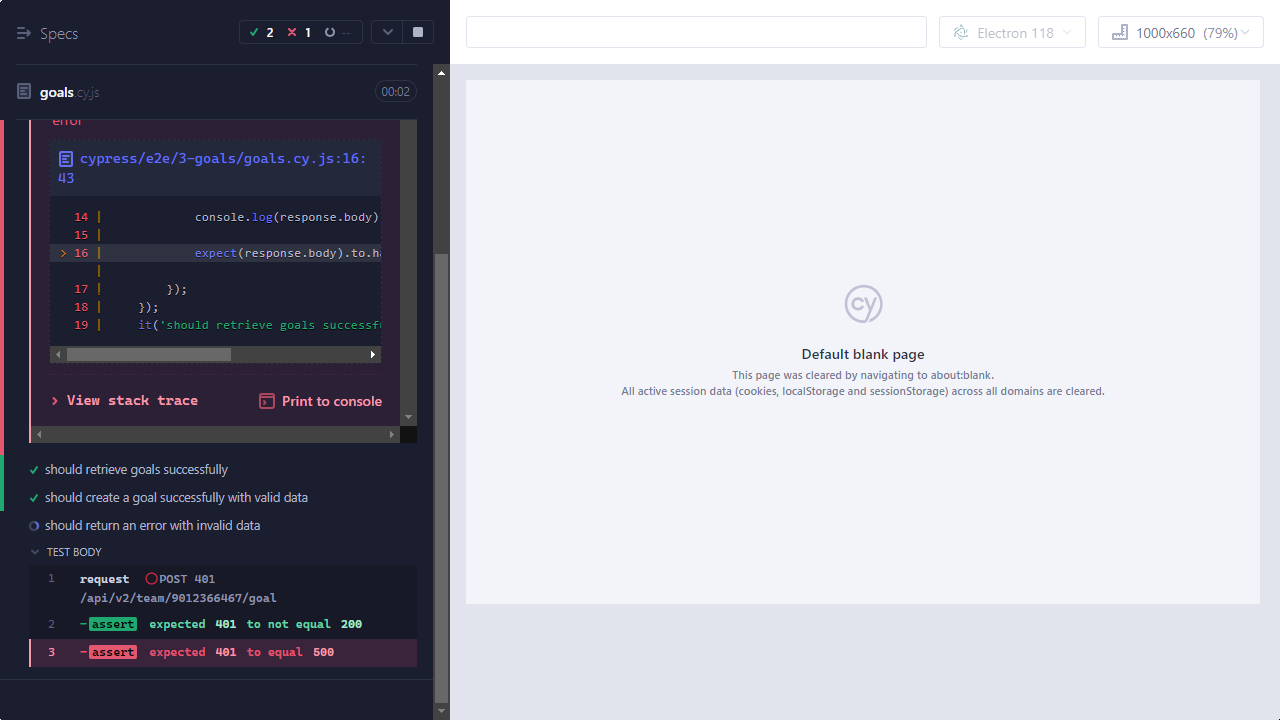 Specs
2
1
--
Electron 118
1000x660 (79%)
goals.cy.js
00:02
error
cypress/e2e/3-goals/goals.cy.js:16:
43
14 | console.log(response.body)
15 |
> 16 | expect(response.body).to.ha
|
17 | });
18 | });
19 | it('should retrieve goals successfu
> View stack trace
Print to console
should retrieve goals successfully
should create a goal successfully with valid data
should return an error with invalid data
TEST BODY
1 request POST 401
/api/v2/team/9012366467/goal
2 -assert expected 401 to not equal 200
3 -assert expected 401 to equal 500
cy
Default blank page
This page was cleared by navigating to about:blank.
All active session data (cookies, localStorage and sessionStorage) across all domains are cleared.